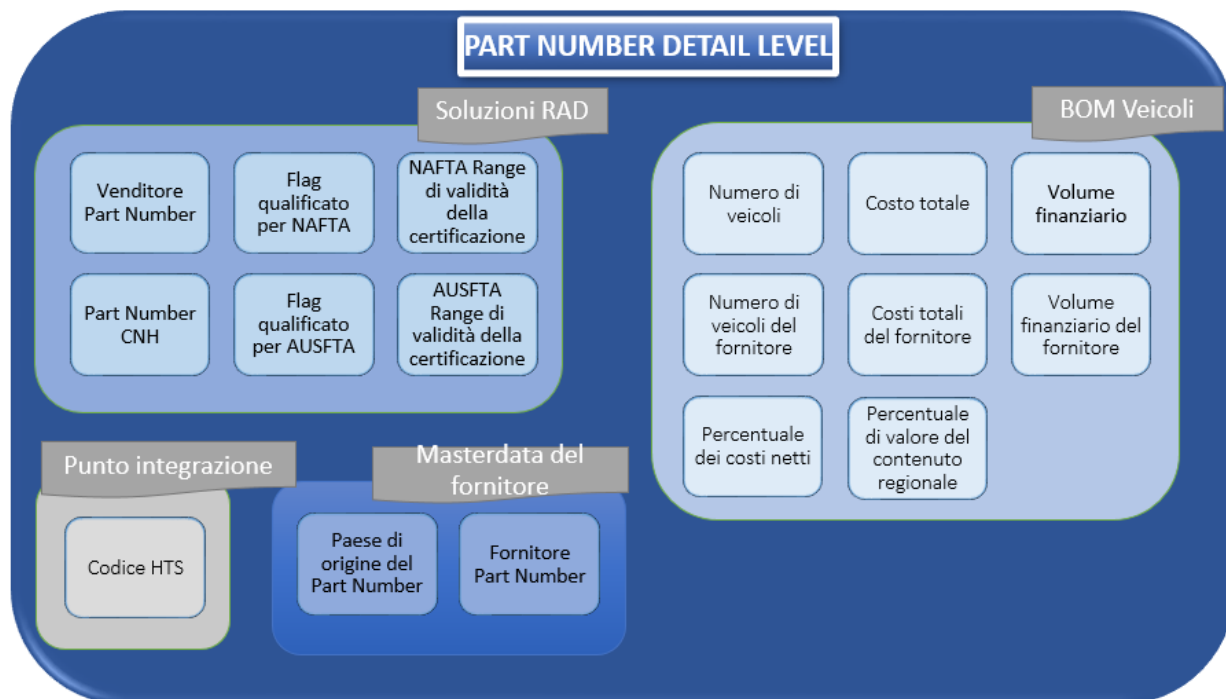 PART NUMBER DETAIL LEVEL
Soluzioni RAD
Venditore
Part Number
Flag
qualificato
per NAFTA
NAFTA Range
di validità
della
certificazione
Part Number
CNH
Flag
qualificato
per AUSFTA
AUSFTA
Range di
validità della
certificazione
BOM Veicoli
Numero di
veicoli
Costo totale
Volume
finanziario
Numero di
veicoli del
fornitore
Costi totali
del fornitore
Volume
finanziario del
fornitore
Percentuale
dei costi netti
Percentuale
di valore del
contenuto
regionale
Punto integrazione
Codice HTS
Masterdata del
fornitore
Paese di
origine del
Part Number
Fornitore
Part Number